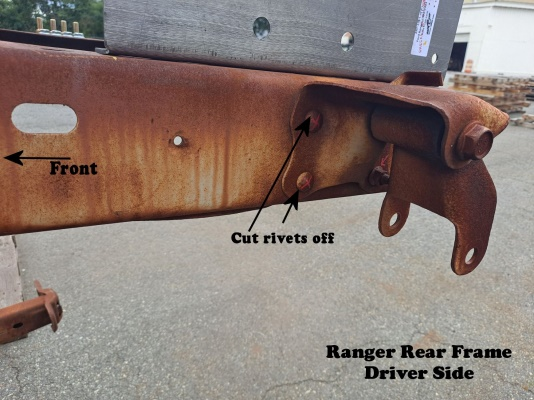 Front
Cut rivets off
Ranger Rear Frame
Driver Side